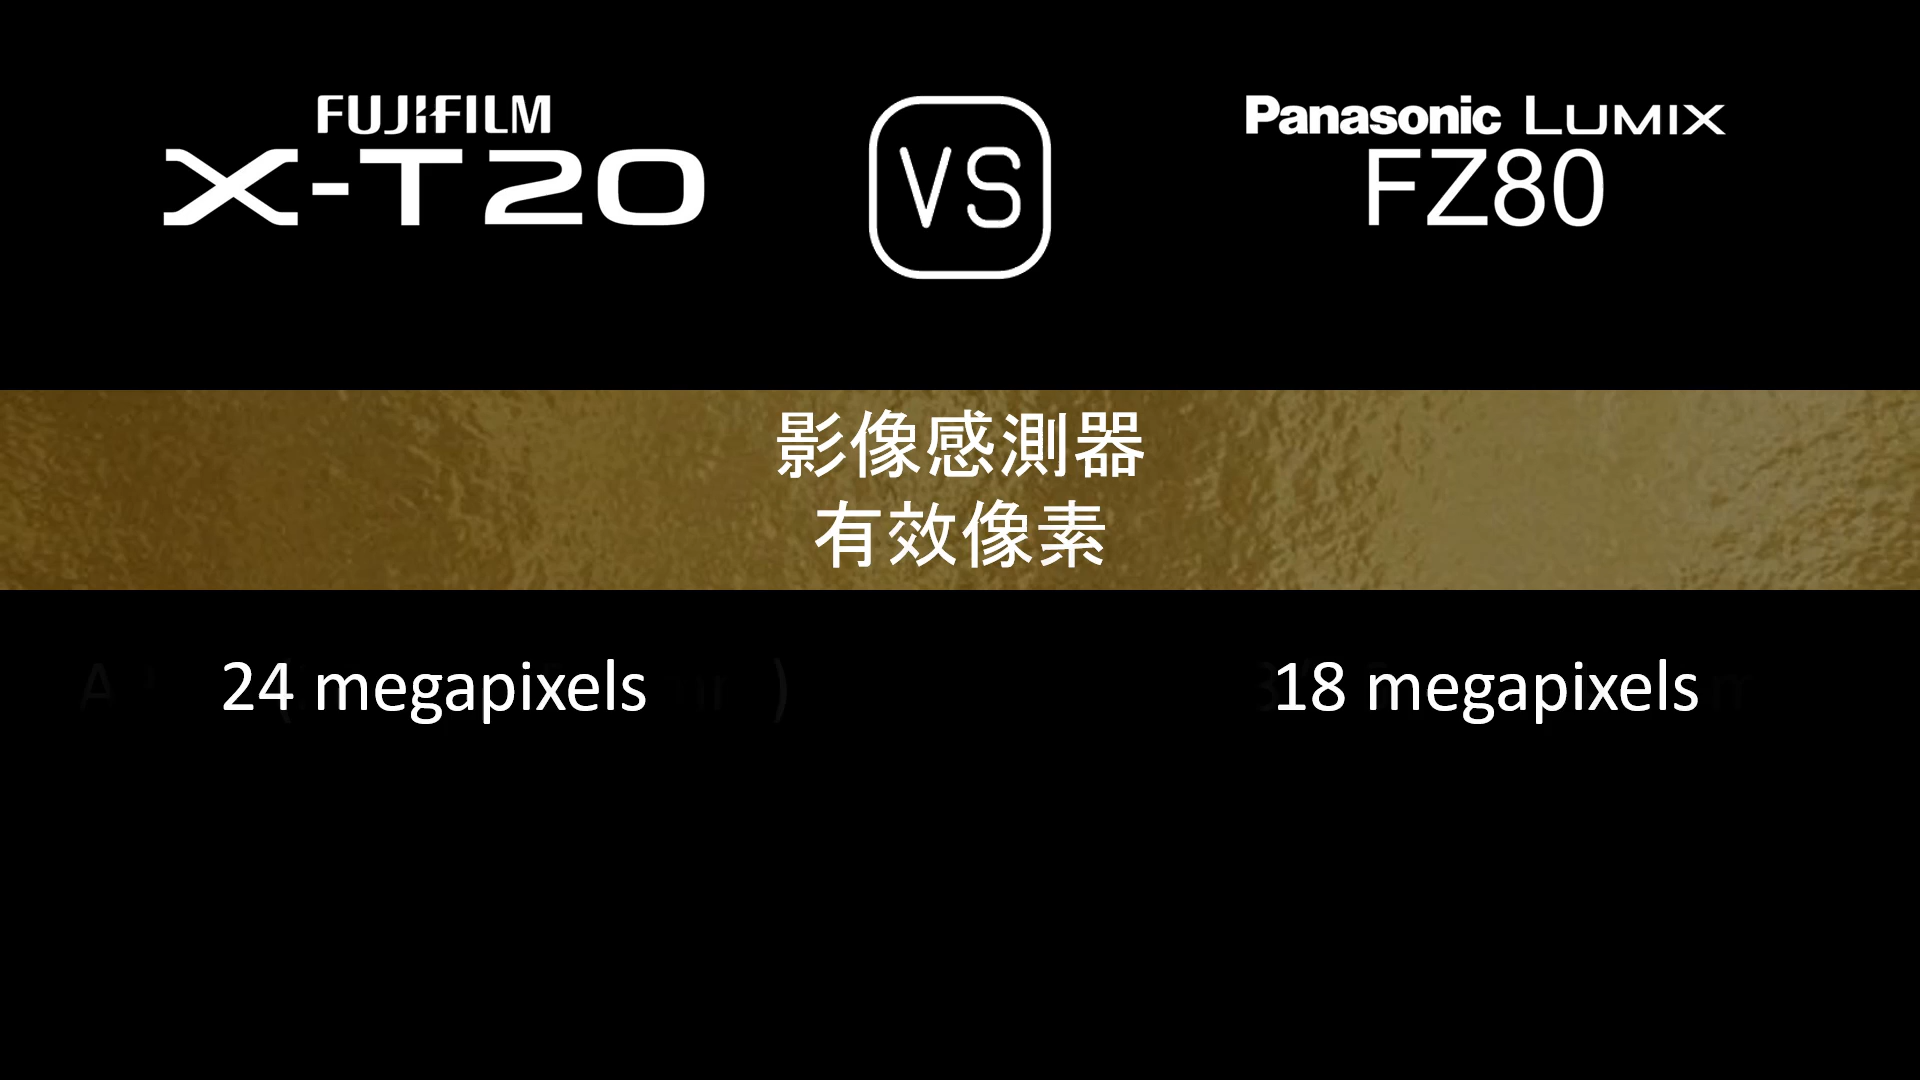 FUJIFILM
X-T20
VS
Panasonic LUMIX
FZ80
影像感測器
有效像素
24 megapixels
18 megapixels